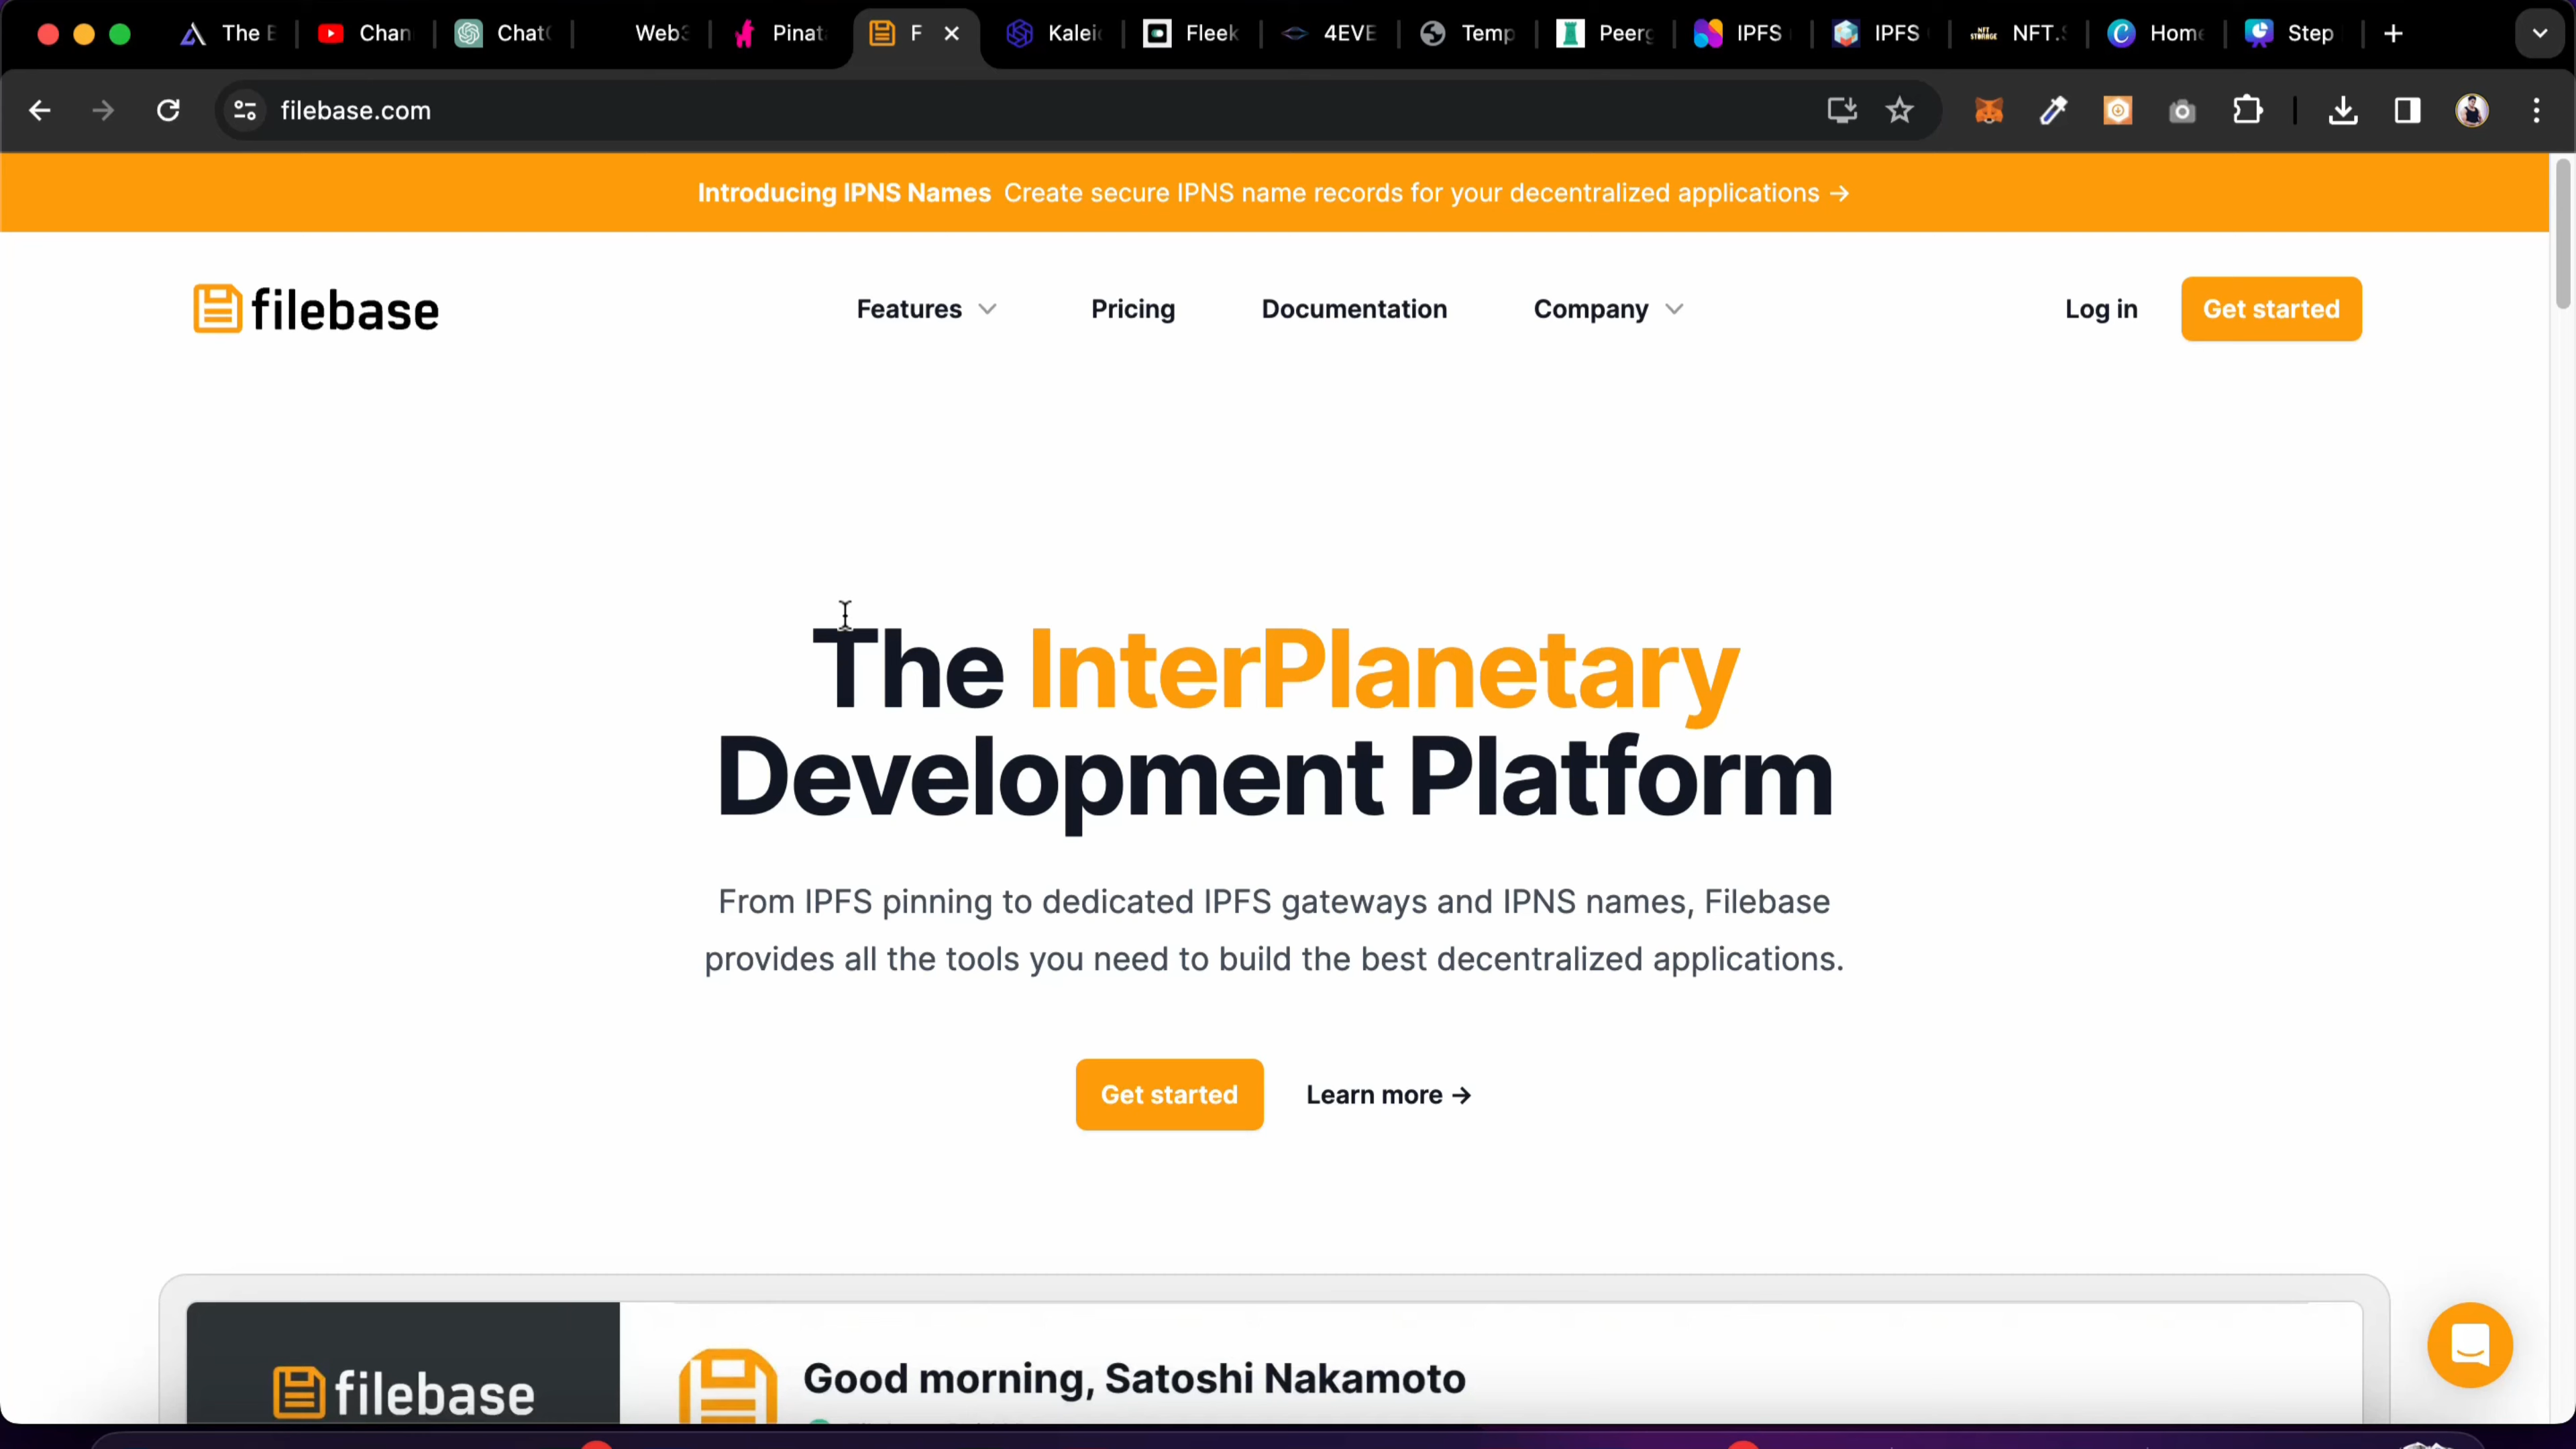 The
Chan
Chat
Web3
Pinat
F
Kalei
Fleek
4EVE
Temp
Peerg
IPFS
IPFS
NFT.S
Home
Step
filebase.com
Introducing IPNS Names Create secure IPNS name records for your decentralized applications →
filebase
Features
Pricing
Documentation
Company
Log in
Get started
The InterPlanetary
Development Platform
From IPFS pinning to dedicated IPFS gateways and IPNS names, Filebase
provides all the tools you need to build the best decentralized applications.
Get started
Learn more →
filebase
Good morning, Satoshi Nakamoto